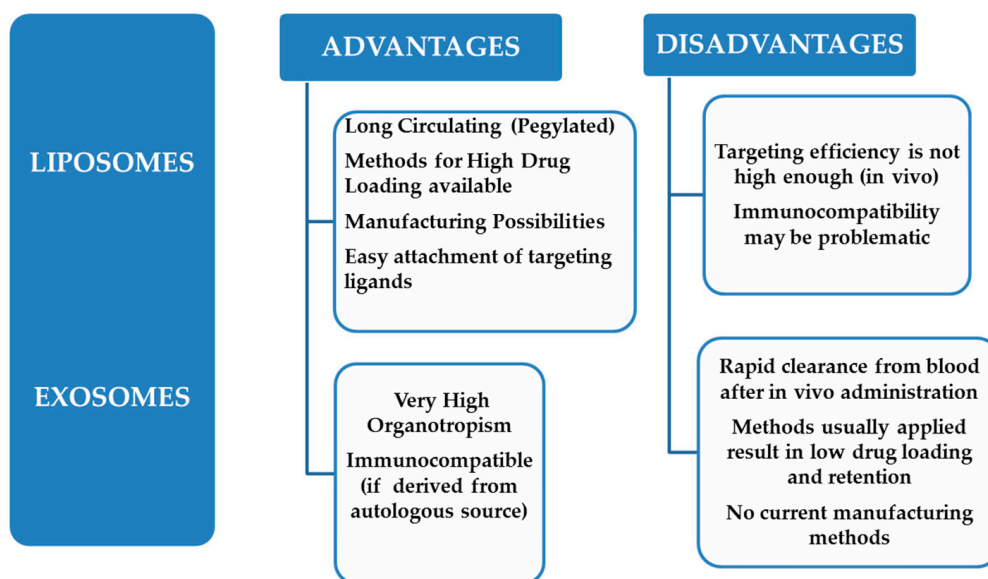 LIPOSOMES
EXOSOMES
ADVANTAGES
Long Circulating (Pegylated)
Methods for High Drug
Loading available
Manufacturing Possibilities
Easy attachment of targeting
ligands
Very High
Organotropism
Immunocompatible
(if derived from
autologous source)
DISADVANTAGES
Targeting efficiency is not
high enough (in vivo)
Immunocompatibility
may be problematic
Rapid clearance from blood
after in vivo administration
Methods usually applied
result in low drug loading
and retention
No current manufacturing
methods